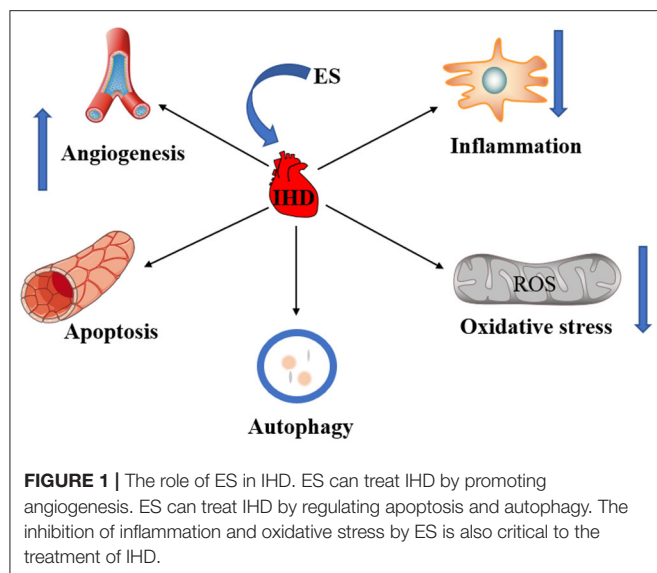 ES
Angiogenesis
Inflammation
IHD
ROS
Apoptosis
Oxidative stress
Autophagy
FIGURE 1 | The role of ES in IHD. ES can treat IHD by promoting
angiogenesis. ES can treat IHD by regulating apoptosis and autophagy. The
inhibition of inflammation and oxidative stress by ES is also critical to the
treatment of IHD.